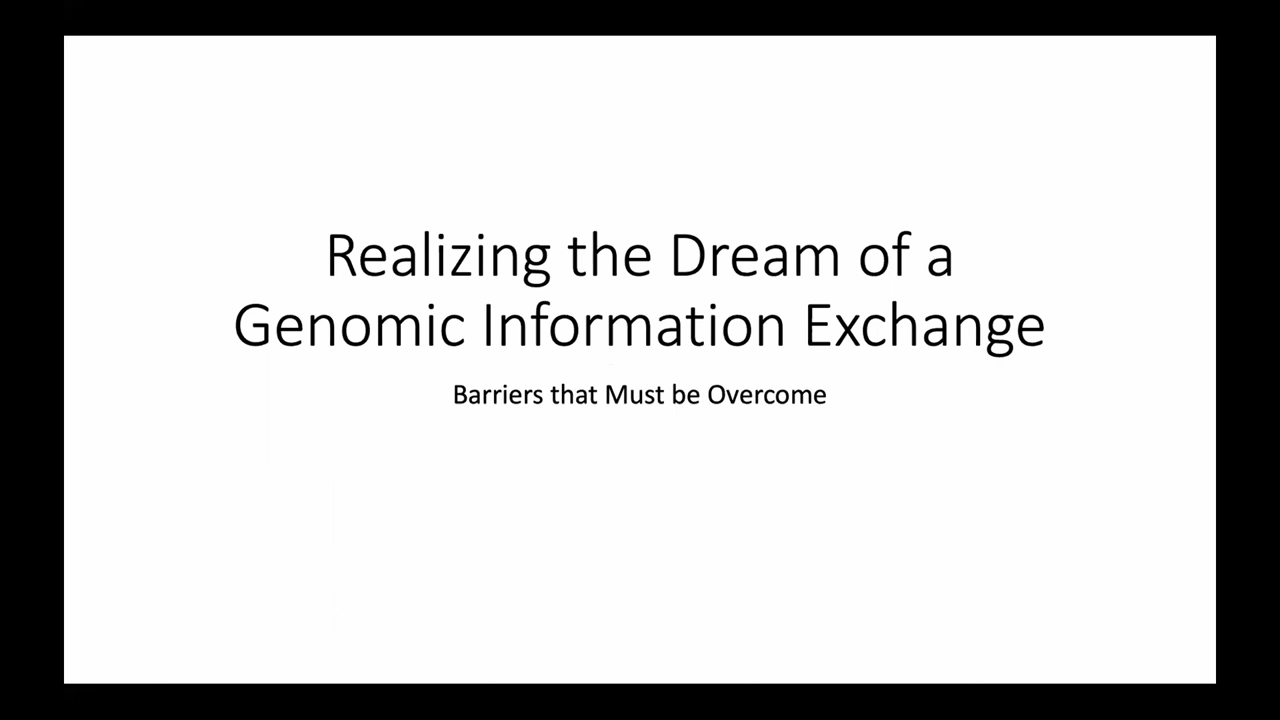 Realizing the Dream of a
Genomic Information Exchange
Barriers that Must be Overcome